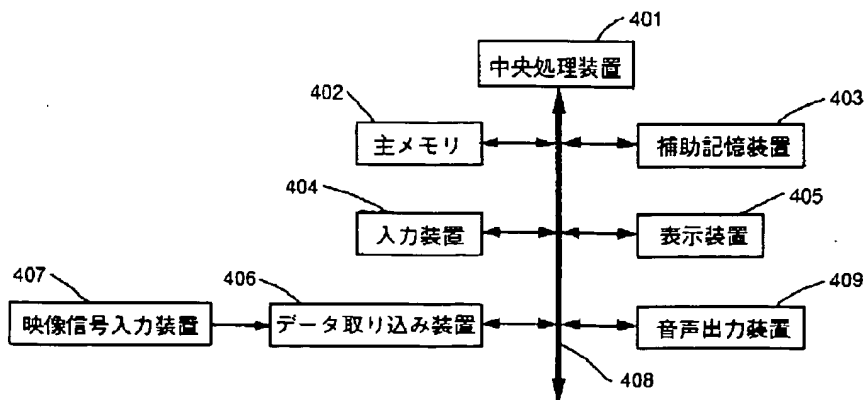 401
中央処理装置
402
403
主メモリ
補助記憶装置
404
405
入力装置
表示装置
407
406
409
映像信号入力装置
データ取り込み装置
音声出力装置
408